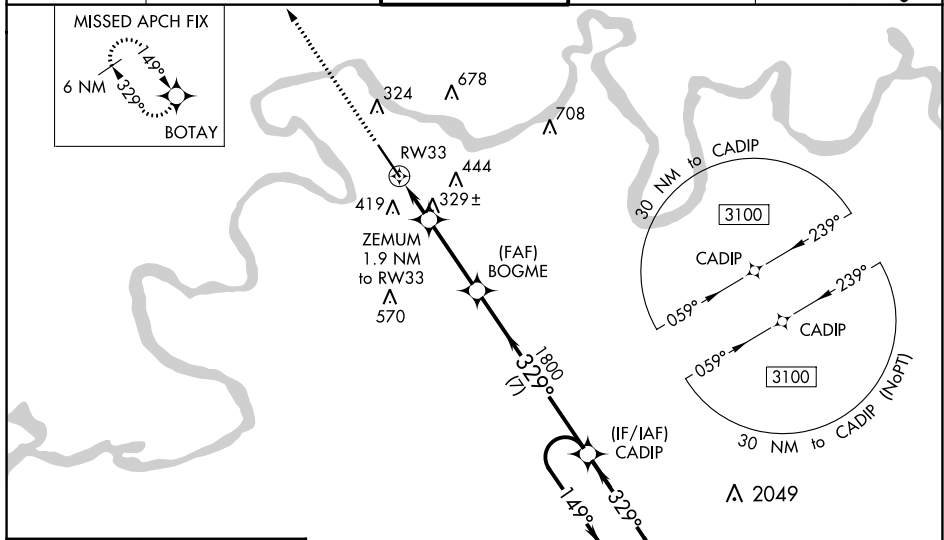 MISSED APCH FIX
149°
6 NM
329°
BOTAY
324
678
708
RW33
444
419
329±
ZEMUM
1.9 NM
to RW33
570
(FAF)
BOGME
1800
329°
(7)
(IF/IAF)
CADIP
149°
329°
30 NM to CADIP
3100
239°
CADIP
059°
239°
CADIP
059°
3100
30 NM to CADIP (NoPT)
2049